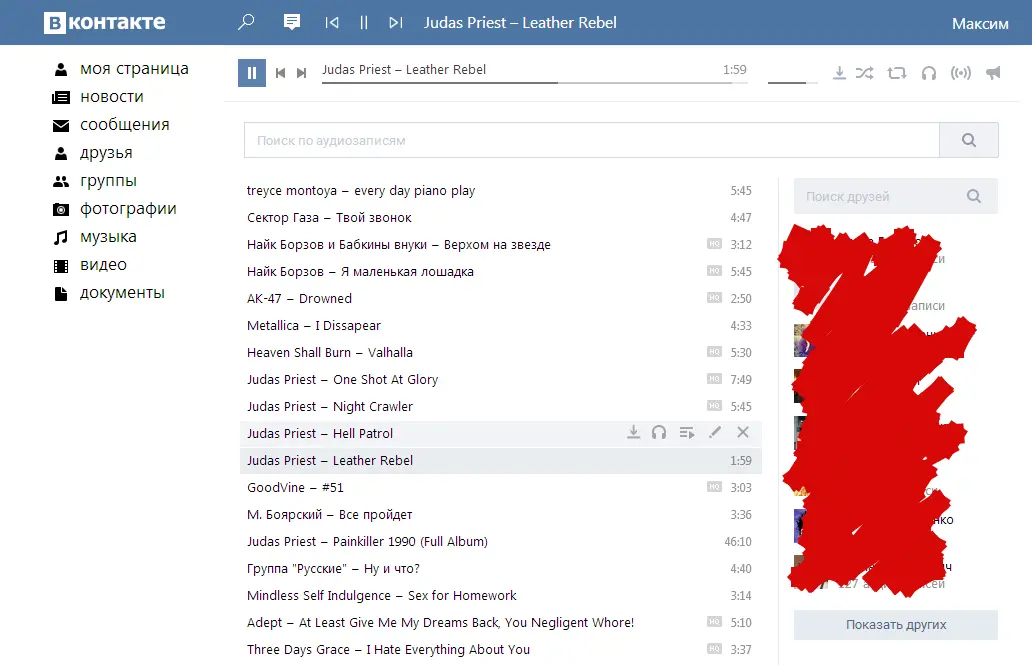 Вконтакте
Judas Priest – Leather Rebel
Максим
моя страница
новости
сообщения
друзья
группы
фотографии
музыка
видео
документы
Judas Priest – Leather Rebel 1:59
Поиск по аудиозаписям
treyce montoya – every day piano play 5:45
Сектор Газа – Твой звонок 4:47
Найк Борзов и Бабкины внуки – Верхом на звезде HQ 3:12
Найк Борзов – Я маленькая лошадка HQ 5:45
АК-47 – Drowned HQ 2:50
Metallica – I Dissapear 4:33
Heaven Shall Burn – Valhalla HQ 5:30
Judas Priest – One Shot At Glory HQ 7:49
Judas Priest – Night Crawler HQ 5:45
Judas Priest – Hell Patrol
Judas Priest – Leather Rebel 1:59
GoodVine – #51 HQ 3:03
М. Боярский – Все пройдет 3:36
Judas Priest – Painkiller 1990 (Full Album) 46:10
Группа "Русские" – Ну и что? 4:40
Mindless Self Indulgence – Sex for Homework 3:14
Adept – At Least Give Me My Dreams Back, You Negligent Whore! HQ 5:10
Three Days Grace – I Hate Everything About You HQ 3:37
Поиск друзей
Показать других